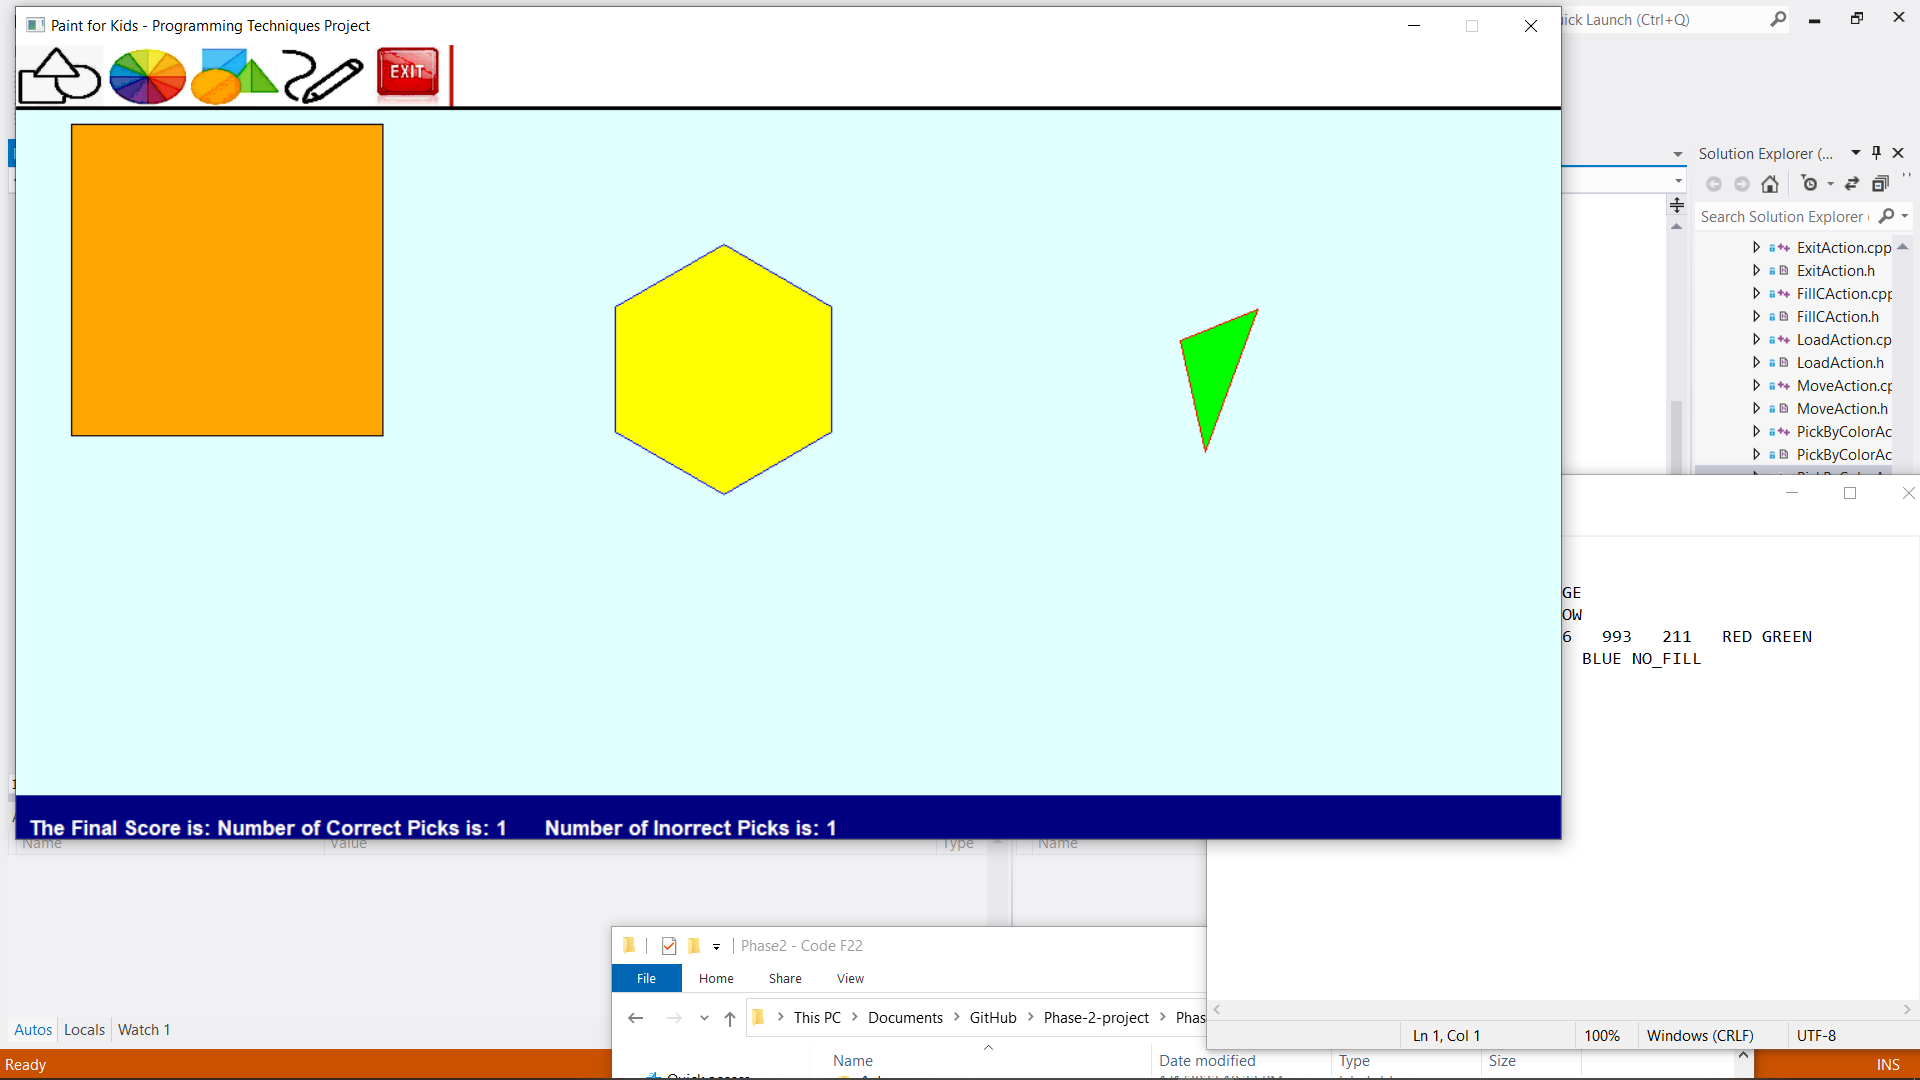 Paint for Kids - Programming Techniques Project
uick Launch (Ctrl+Q)
EXIT
Solution Explorer (...
Search Solution Explorer (
ExitAction.cpp
ExitAction.h
FillCAction.cpp
FillCAction.h
LoadAction.cp
LoadAction.h
MoveAction.cp
MoveAction.h
PickByColorAc
PickByColorAc
GE
OW
6 993 211 RED GREEN
BLUE NO_FILL
The Final Score is: Number of Correct Picks is: 1 Number of Inorrect Picks is: 1
Name Value Type Name
Phase2 - Code F22
File Home Share View
This PC > Documents > GitHub > Phase-2-project > Phas
Ln 1, Col 1 100% Windows (CRLF) UTF-8
Autos Locals Watch 1
Name Date modified Type Size
Ready INS